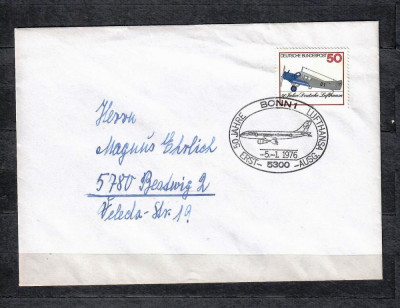 DEUTSCHE BUNDESPOST 50
50 Jahre Deutsche Lufthansa
BONN 1
50 JAHRE LUFTHANSA
-5.-1. 1976
ERST- 5300 -AUSG.
Herrn
Magnus Ehrlich
5780 Bestwig 2
Veleda-Str. 19